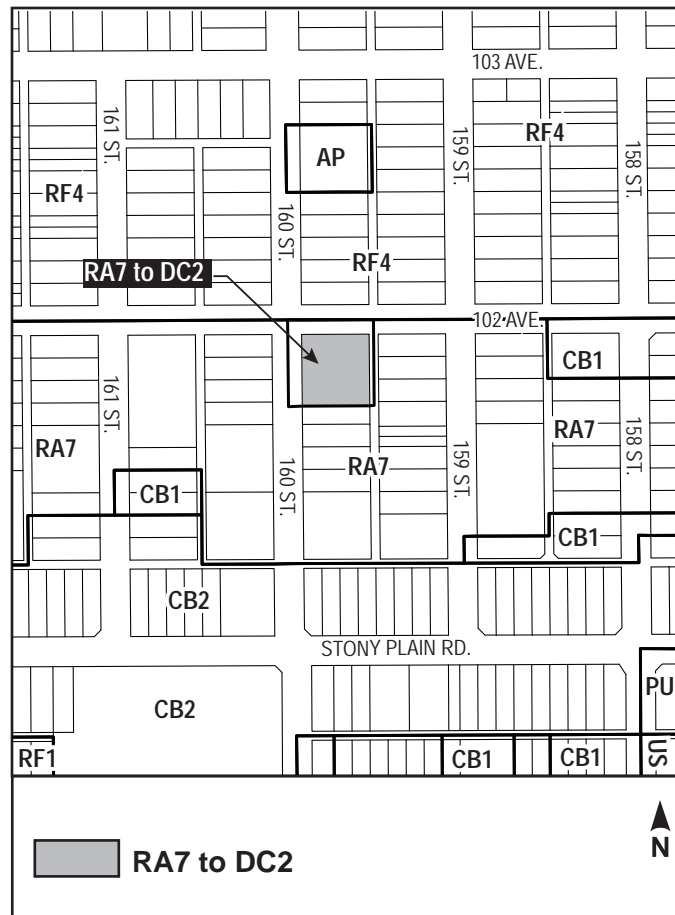 103 AVE.
161 ST.
159 ST.
158 ST.
RF4
AP
RF4
160 ST.
RF4
RA7 to DC2
102 AVE.
CB1
161 ST.
158 ST.
RA7
RA7
160 ST.
RA7
159 ST.
CB1
CB1
CB2
STONY PLAIN RD.
CB2
PU
RF1
CB1
CB1
US
N
RA7 to DC2